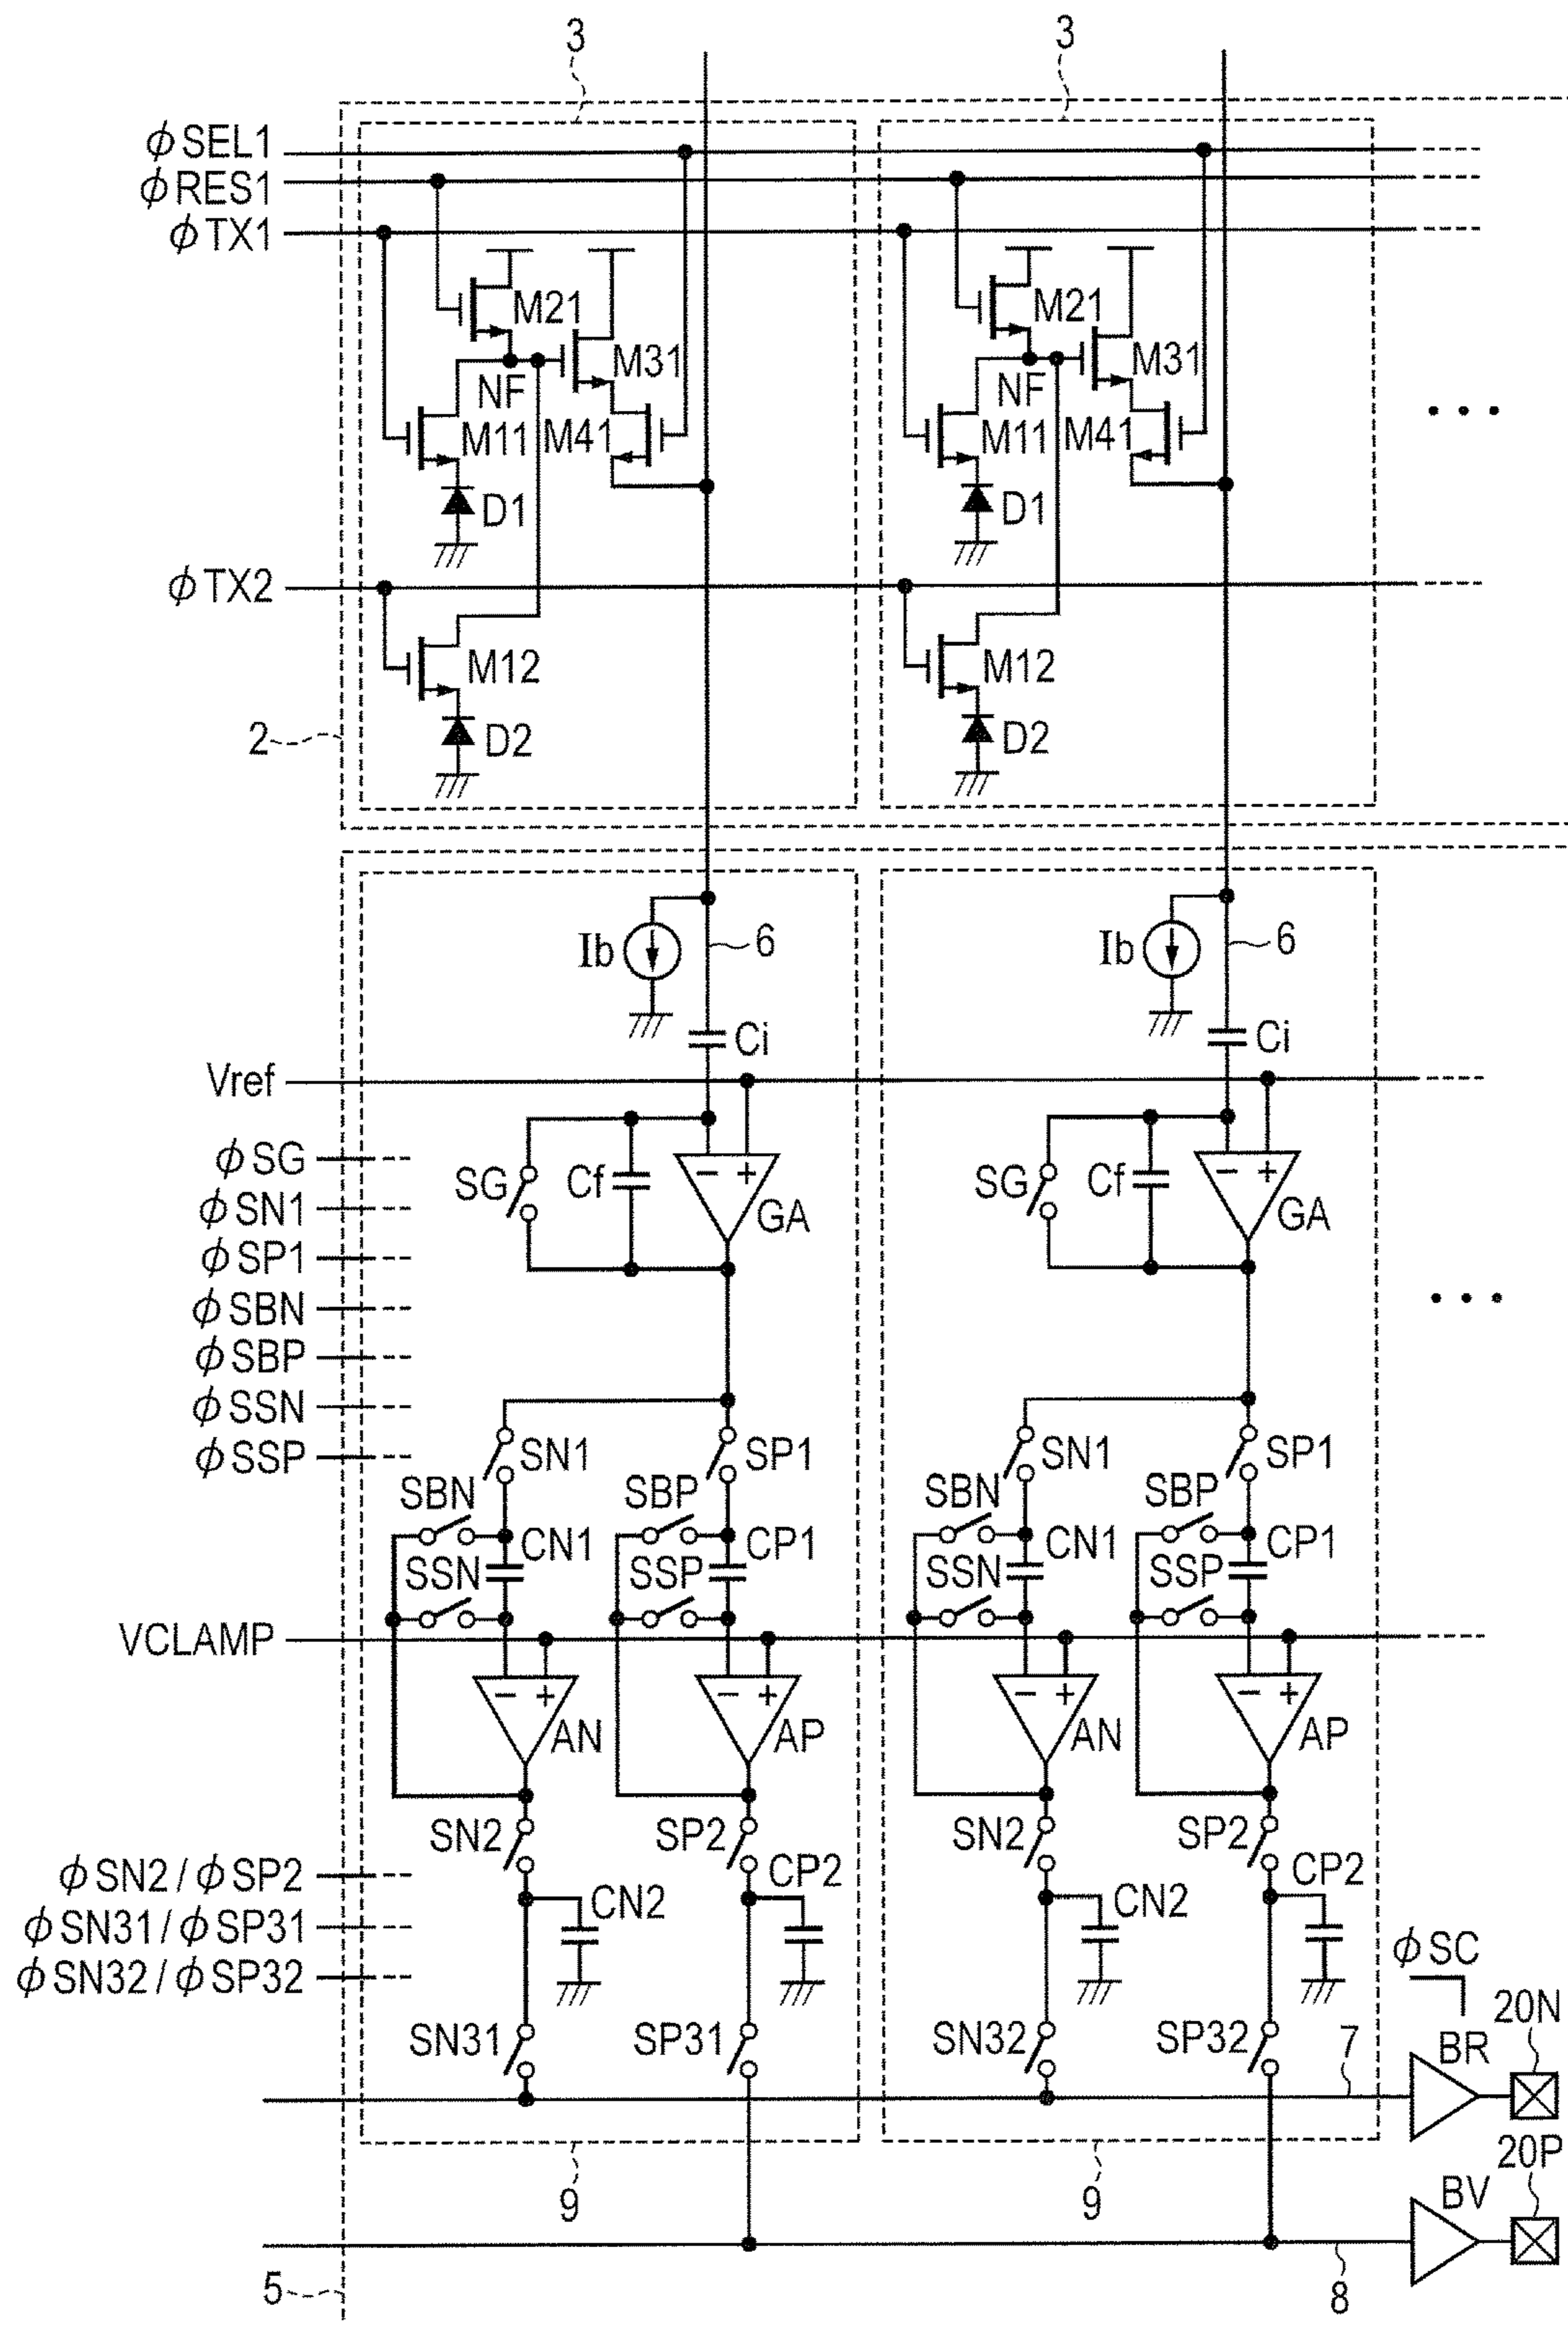 3 3
ϕSEL1
ϕRES1
ϕTX1
M21 M21
M31 M31
NF NF
M11 M41 M11 M41
D1 D1
ϕTX2
M12 M12
2 D2 D2
Ib 6 Ib 6
Ci Ci
Vref
ϕSG
SG Cf - + SG Cf - +
ϕSN1 GA GA
ϕSP1
ϕSBN
ϕSBP
ϕSSN
ϕSSP SN1 SP1 SN1 SP1
SBN SBP SBN SBP
CN1 CP1 CN1 CP1
SSN SSP SSN SSP
VCLAMP
- + - + - + - +
AN AP AN AP
SN2 SP2 SN2 SP2
ϕSN2/ϕSP2 CP2 CP2
CN2 CN2
ϕSN31/ϕSP31
ϕSC
ϕSN32/ϕSP32
20N
SN31 SP31 SN32 SP32 7 BR
20P
9 9 BV
5 8